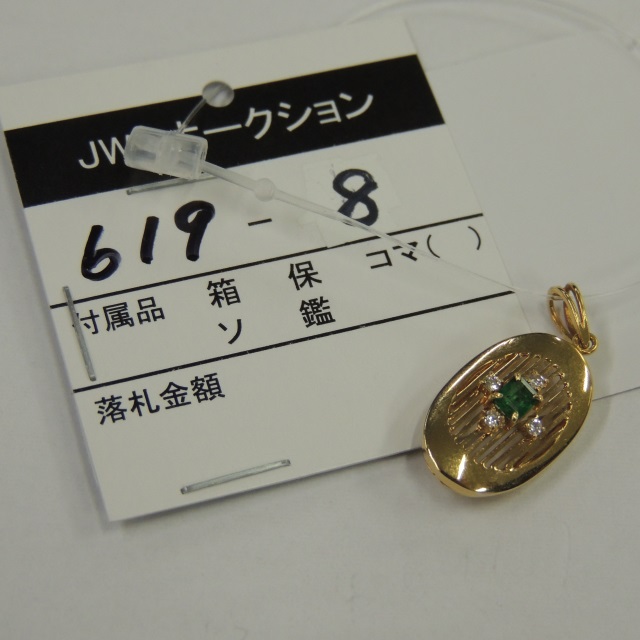 JW オークション
619 - 8
付属品 箱 保 コマ( )
ソ 鑑
落札金額